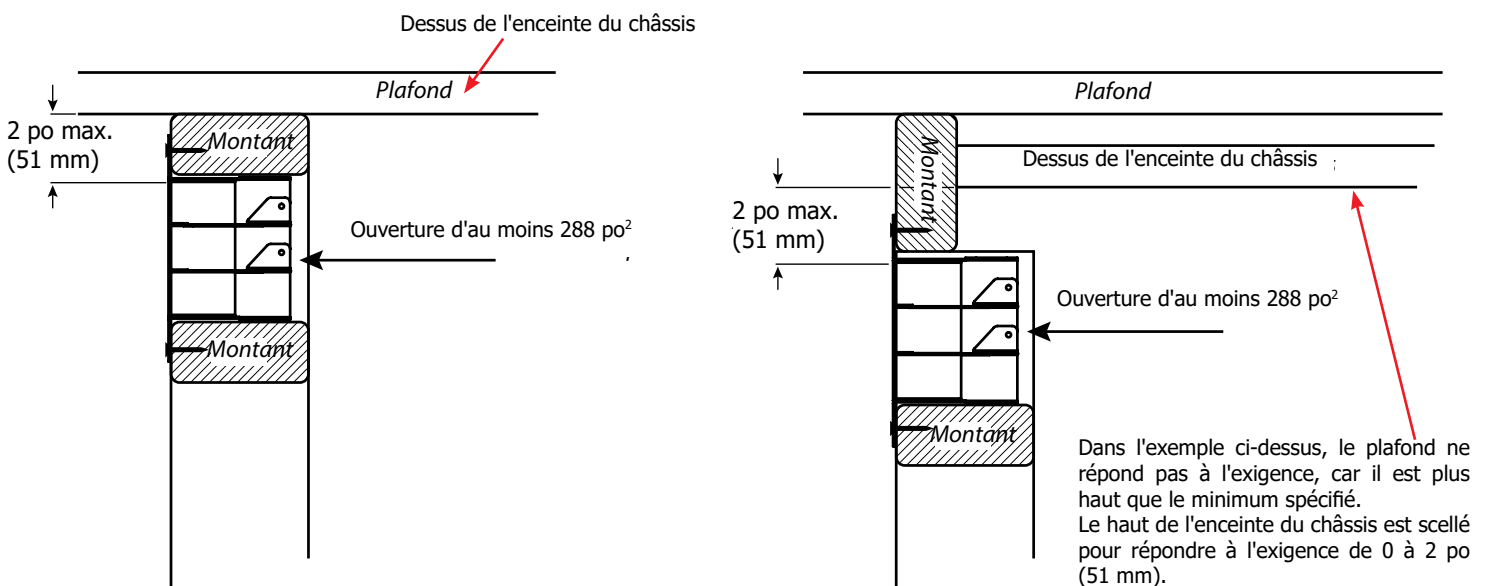 Dessus de l'enceinte du châssis
Plafond
2 po max.
(51 mm)
Montant
Ouverture d'au moins 288 po²
Montant
Plafond
Montant
Dessus de l'enceinte du châssis
2 po max.
(51 mm)
Ouverture d'au moins 288 po²
Montant
Dans l'exemple ci-dessus, le plafond ne
répond pas à l'exigence, car il est plus
haut que le minimum spécifié.
Le haut de l'enceinte du châssis est scellé
pour répondre à l'exigence de 0 à 2 po
(51 mm).